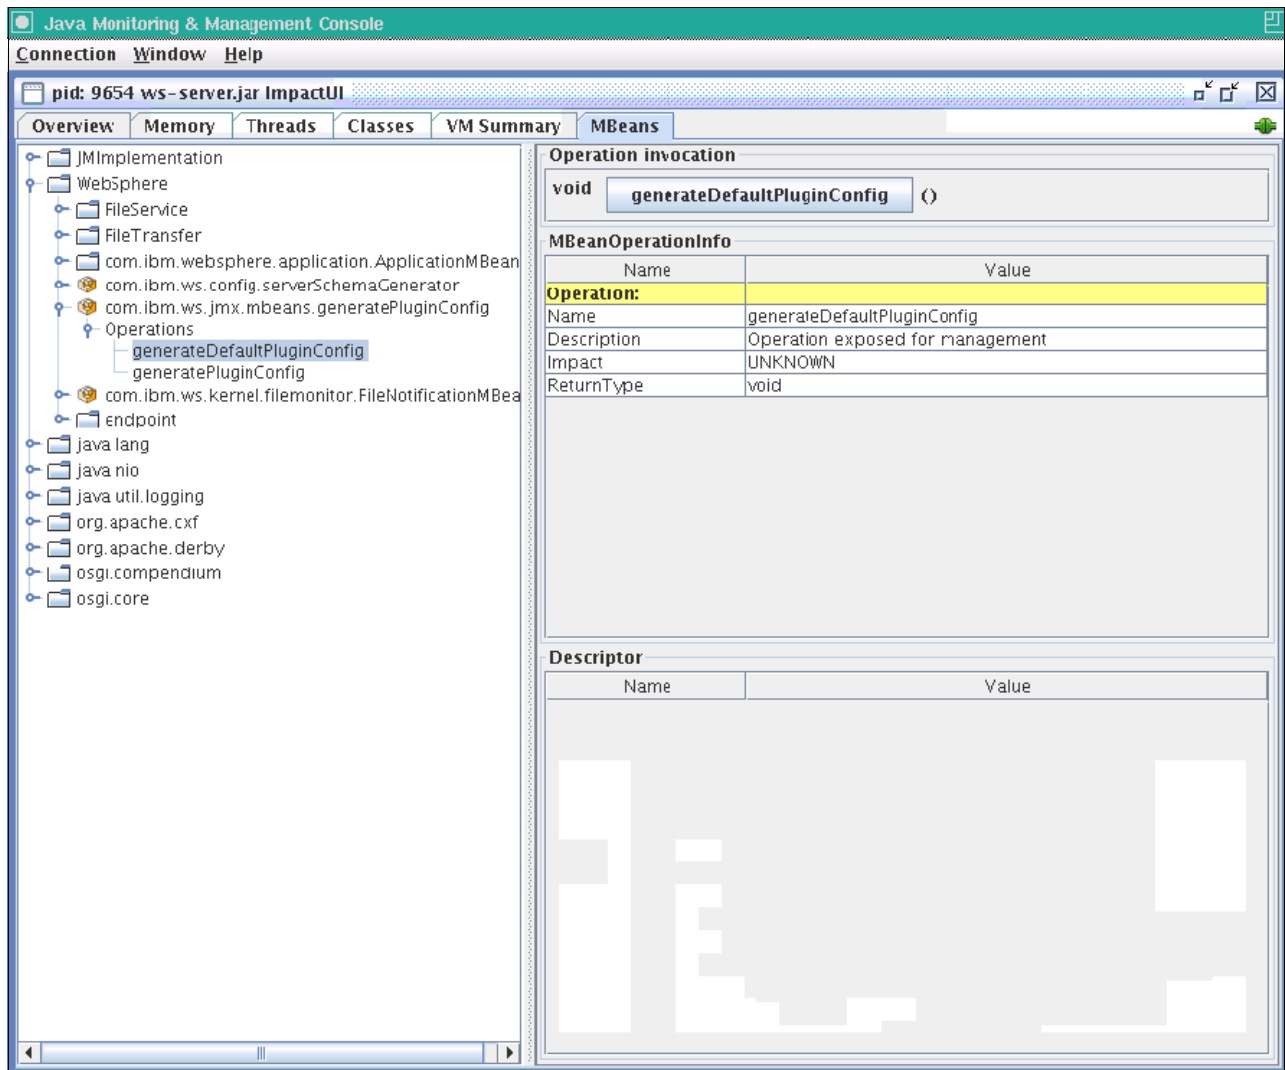 Java Monitoring & Management Console
Connection Window Help
pid: 9654 ws-server.jar ImpactUI
Overview Memory Threads Classes VM Summary MBeans
JMImplementation
WebSphere
FileService
FileTransfer
com.ibm.websphere.application.ApplicationMBean
com.ibm.ws.config.serverSchemaGenerator
com.ibm.ws.jmx.mbeans.generatePluginConfig
Operations
generateDefaultPluginConfig
generatePluginConfig
com.ibm.ws.kernel.filemonitor.FileNotificationMBea
endpoint
java lang
java nio
java util.logging
org.apache.cxf
org.apache.derby
osgi.compendium
osgi.core
Operation invocation
void generateDefaultPluginConfig ()
MBeanOperationInfo
Name Value
Operation:
Name generateDefaultPluginConfig
Description Operation exposed for management
Impact UNKNOWN
ReturnType void
Descriptor
Name Value